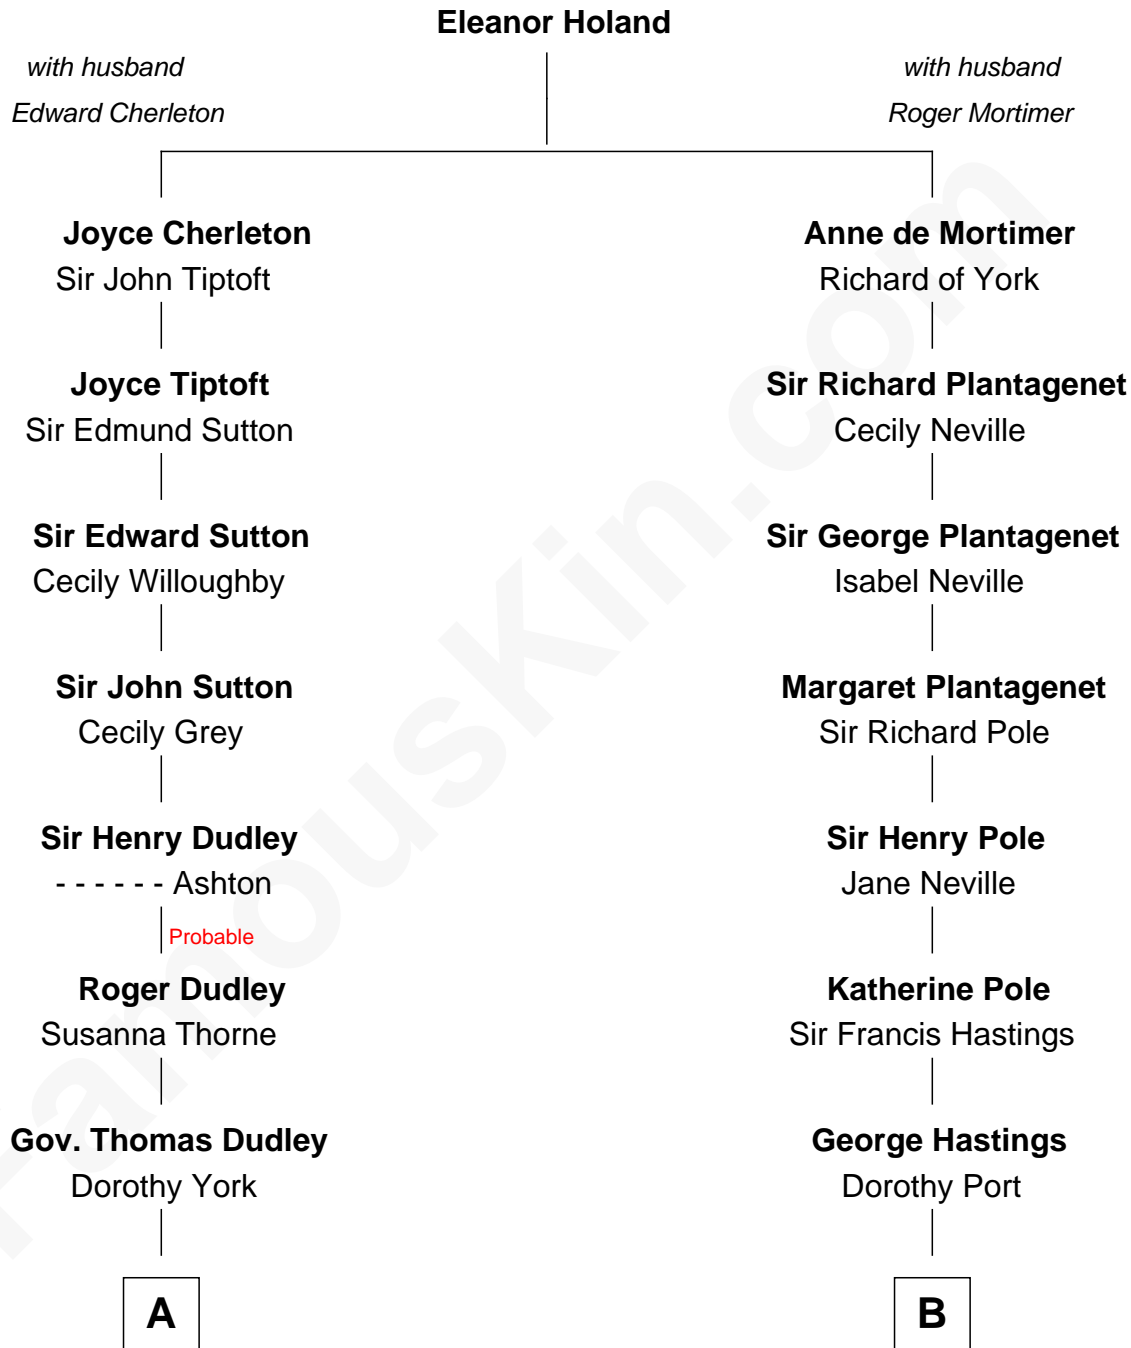 Eleanor Holand
with husband
Edward Cherleton
with husband
Roger Mortimer
Joyce Cherleton
Sir John Tiptoft
Anne de Mortimer
Richard of York
Joyce Tiptoft
Sir Edmund Sutton
Sir Richard Plantagenet
Cecily Neville
Sir Edward Sutton
Cecily Willoughby
Sir George Plantagenet
Isabel Neville
Sir John Sutton
Cecily Grey
Margaret Plantagenet
Sir Richard Pole
Sir Henry Dudley
- - - - - - Ashton
Probable
Sir Henry Pole
Jane Neville
Roger Dudley
Susanna Thorne
Katherine Pole
Sir Francis Hastings
Gov. Thomas Dudley
Dorothy York
George Hastings
Dorothy Port
A
B
FamousKin.com